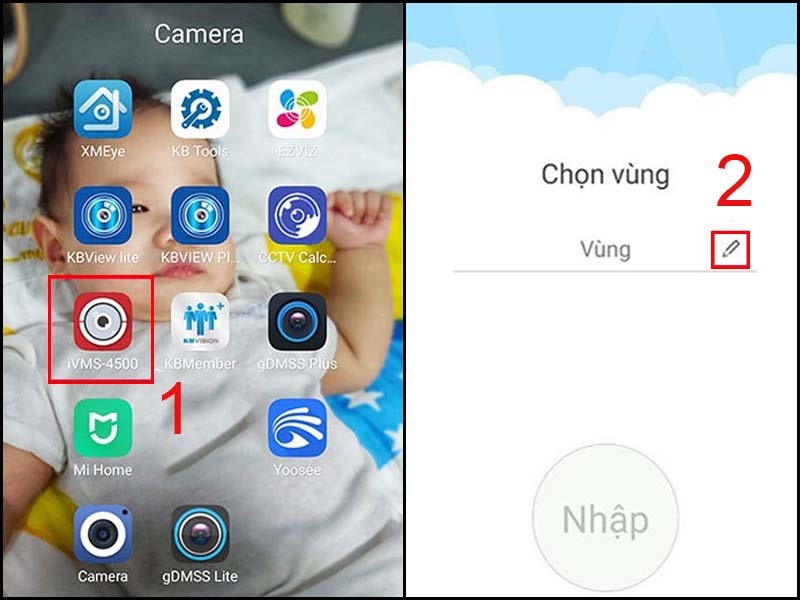 Camera
XMEye
KB Tools
EZVIZ
KBView lite
KBVIEW Pl...
CCTV Calc...
iVMS-4500
KBVISION
KBMember
gDMSS Plus
1
Mi Home
Yoosee
Camera
gDMSS Lite
Chọn vùng
2
Vùng
Nhập